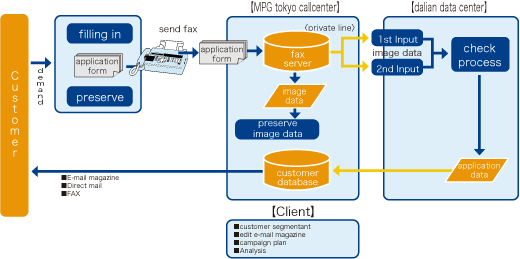 【MPG tokyo callcenter】
【dalian data center】
Customer
demand
filling in
application
form
preserve
send fax
application
form
〈private line〉
fax
server
image
data
preserve
image data
customer
database
1st Input
image data
2nd Input
check
process
application
data
■E-mail magazine
■Direct mail
■FAX
【Client】
■customer segmentant
■edit e-mail magazine
■campaign plan
■Analysis